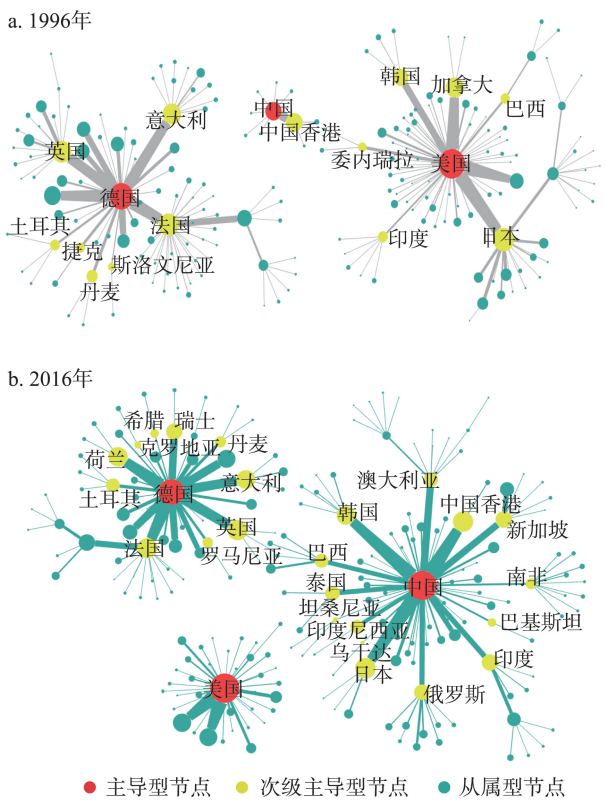 a. 1996年
韩国
加拿大
巴西
意大利
中国
中国香港
英国
委内瑞拉
美国
德国
土耳其
法国
捷克
斯洛文尼亚
丹麦
印度
日本
b. 2016年
希腊
瑞士
克罗地亚
丹麦
荷兰
土耳其
德国
意大利
英国
法国
罗马尼亚
澳大利亚
韩国
中国香港
新加坡
巴西
泰国
中国
南非
坦桑尼亚
印度尼西亚
巴基斯坦
乌干达
日本
印度
俄罗斯
美国
主导型节点 次级主导型节点 从属型节点